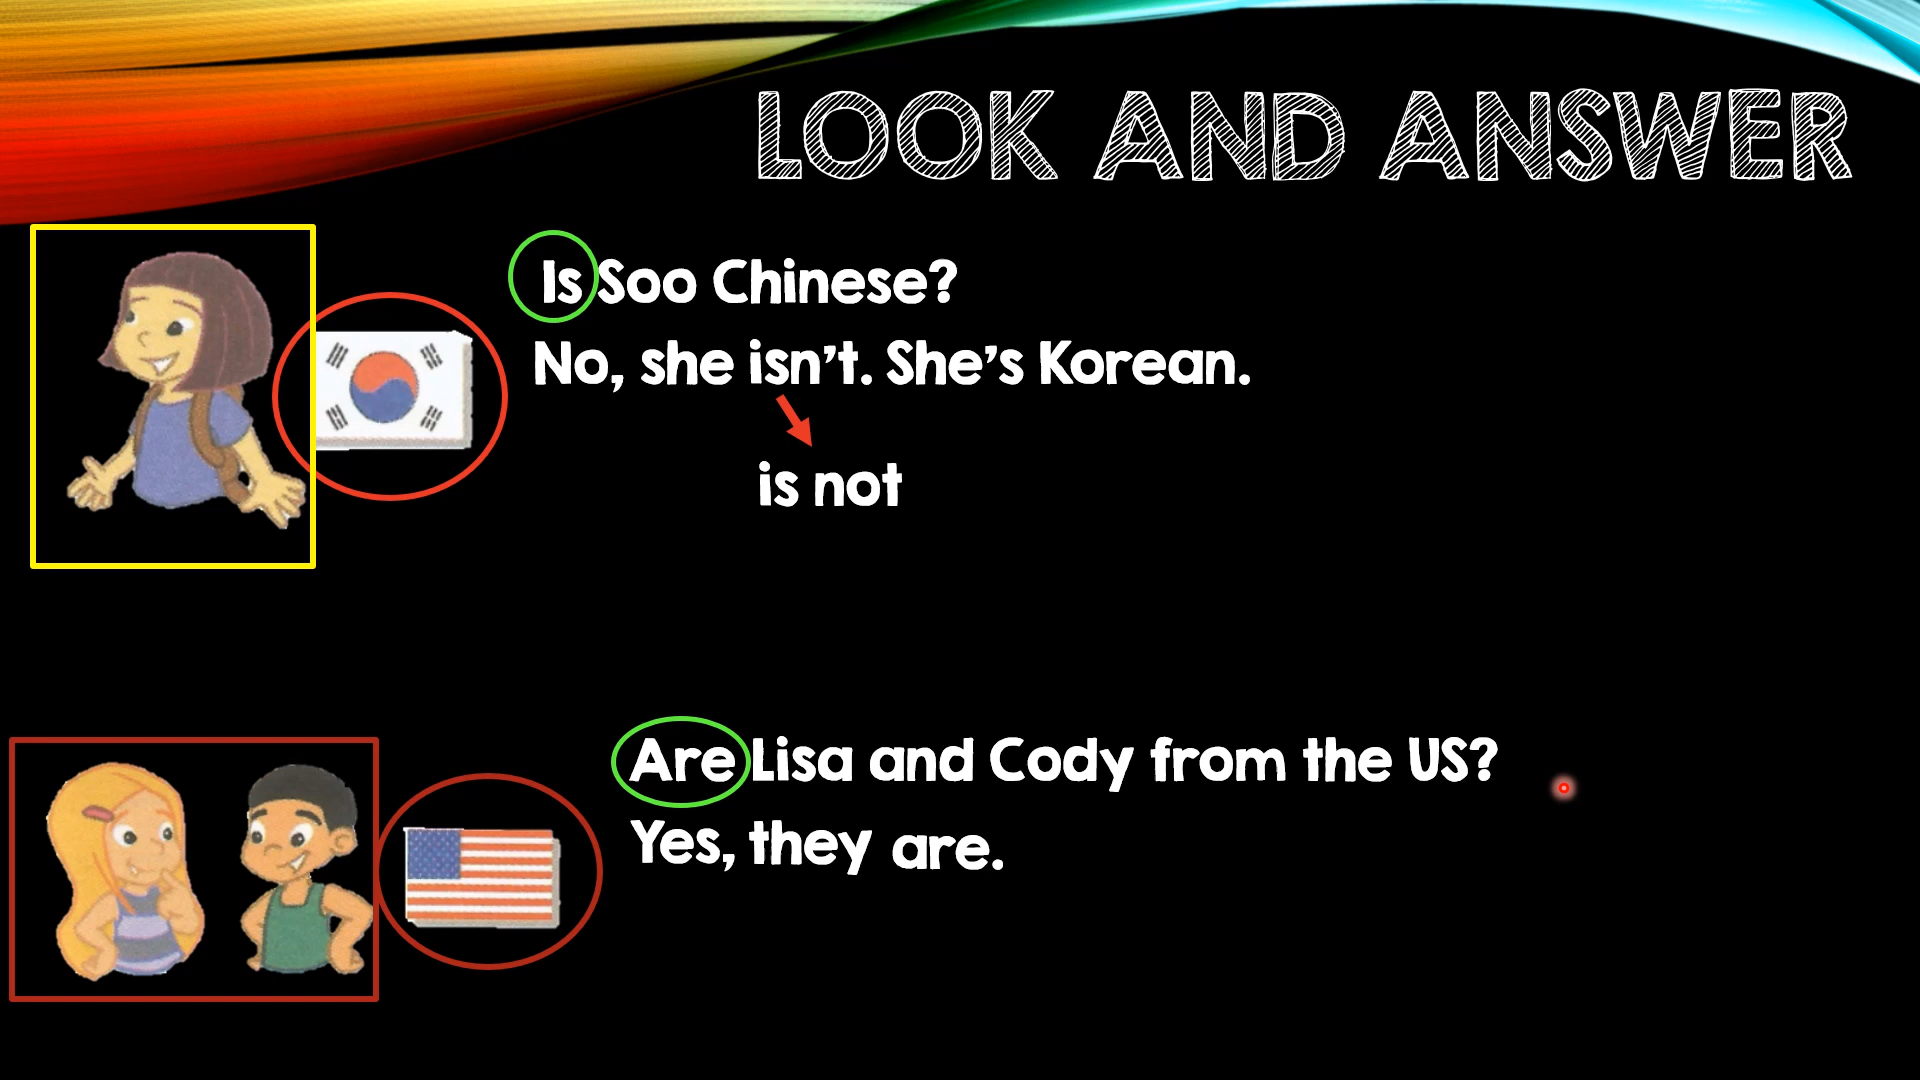 LOOK AND ANSWER
Is Soo Chinese?
No, she isn't. She's Korean.
is not
Are Lisa and Cody from the US?
Yes, they are.